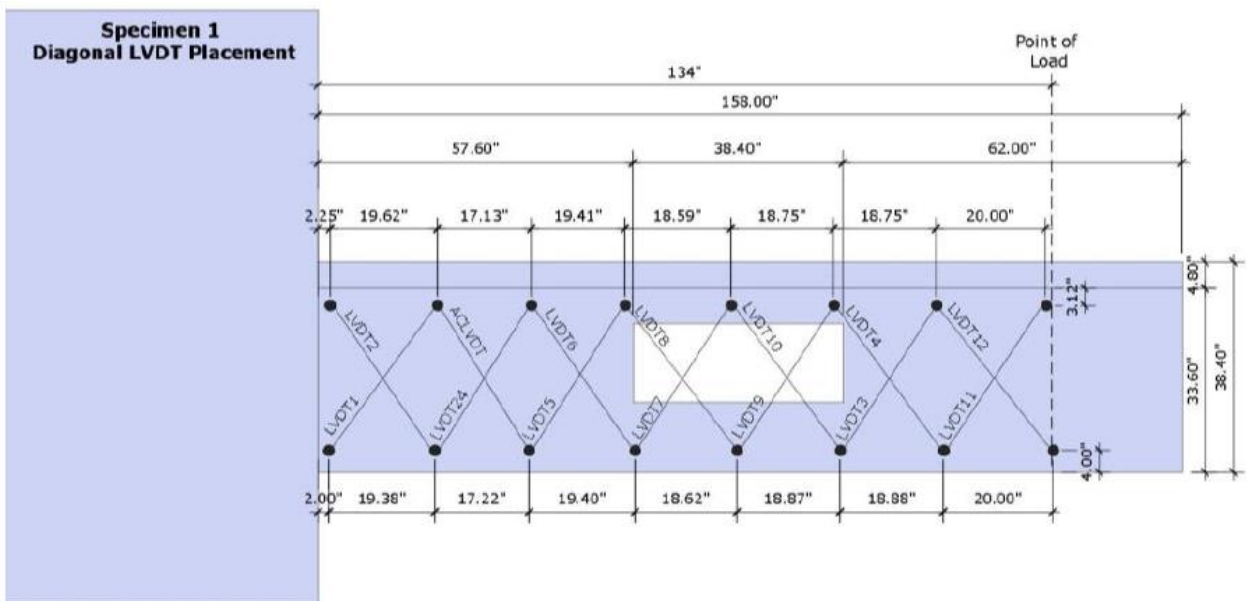 Specimen 1
Diagonal LVDT Placement
Point of
Load
134"
158.00"
57.60" 38.40" 62.00"
2.25" 19.62" 17.13" 19.41" 18.59" 18.75" 18.75" 20.00"
4.80"
3.12"
LVDT2 ACLVDT LVDT6 LVDT8 LVDT10 LVDT4 LVDT12
33.60"
38.40"
LVDT1 LVDT24 LVDT5 LVDT7 LVDT9 LVDT3 LVDT11
4.00"
2.00" 19.38" 17.22" 19.40" 18.62" 18.87" 18.88" 20.00"